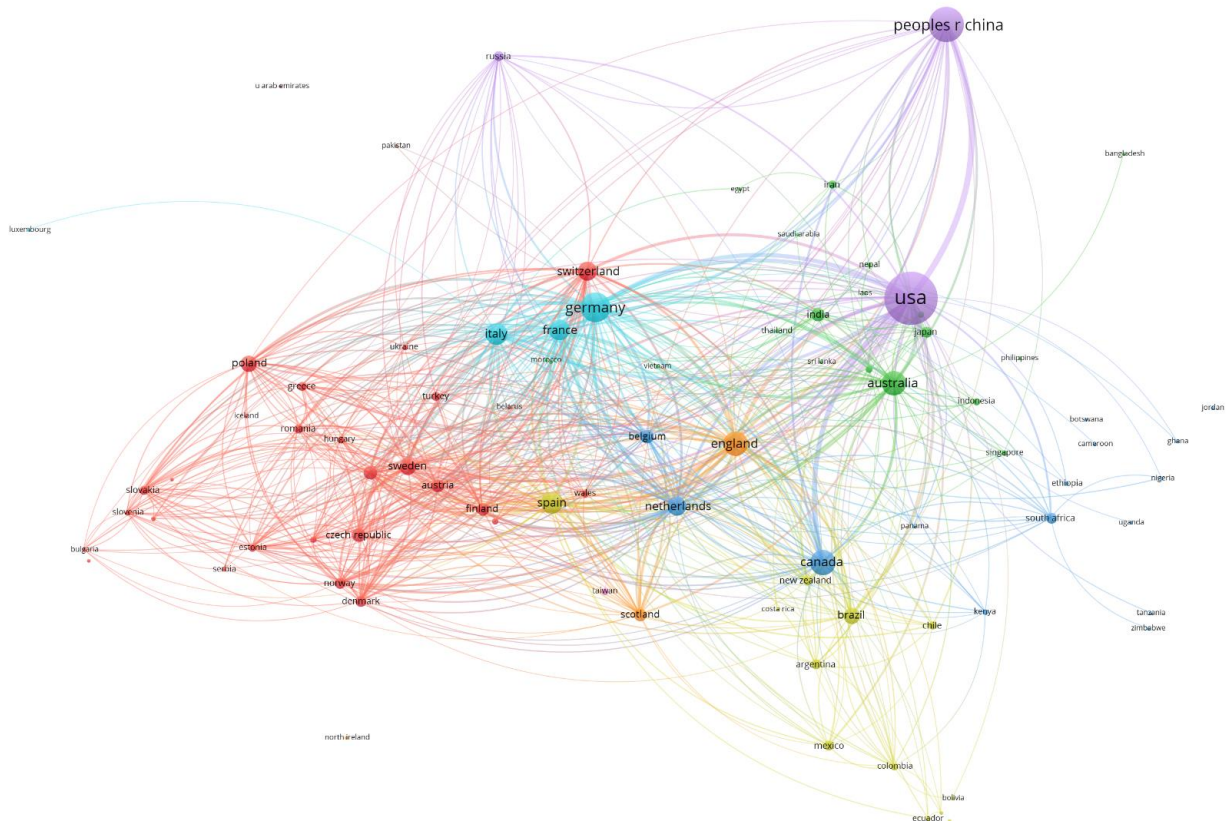 peoples r china
russia
u arab emirates
pakistan
bangladesh
egypt
iran
luxembourg
saudi arabia
nepal
switzerland
laos
usa
germany
india
italy
france
thailand
japan
ukraine
morocco
vietnam
sri lanka
philippines
poland
greece
turkey
australia
iceland
belarus
indonesia
jordan
romania
hungary
belgium
england
botswana
cameroon
ghana
singapore
sweden
slovakia
austria
wales
ethiopia
nigeria
slovenia
finland
spain
netherlands
south africa
uganda
czech republic
panama
bulgaria
estonia
serbia
canada
norway
new zealand
denmark
taiwan
costa rica
scotland
brazil
kenya
tanzania
chile
zimbabwe
argentina
north ireland
mexico
colombia
bolivia
ecuador